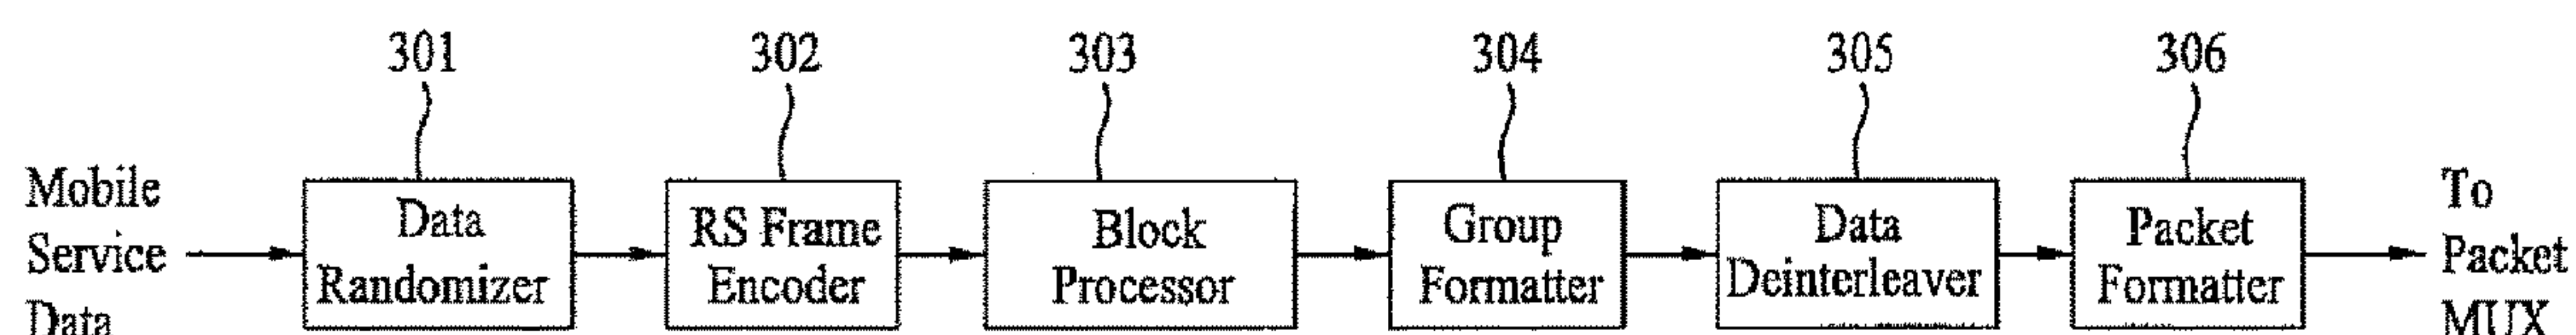 301
302
303
304
305
306
Mobile
Service
Data
Data
Randomizer
RS Frame
Encoder
Block
Processor
Group
Formatter
Data
Deinterleaver
Packet
Formatter
To
Packet
MUX